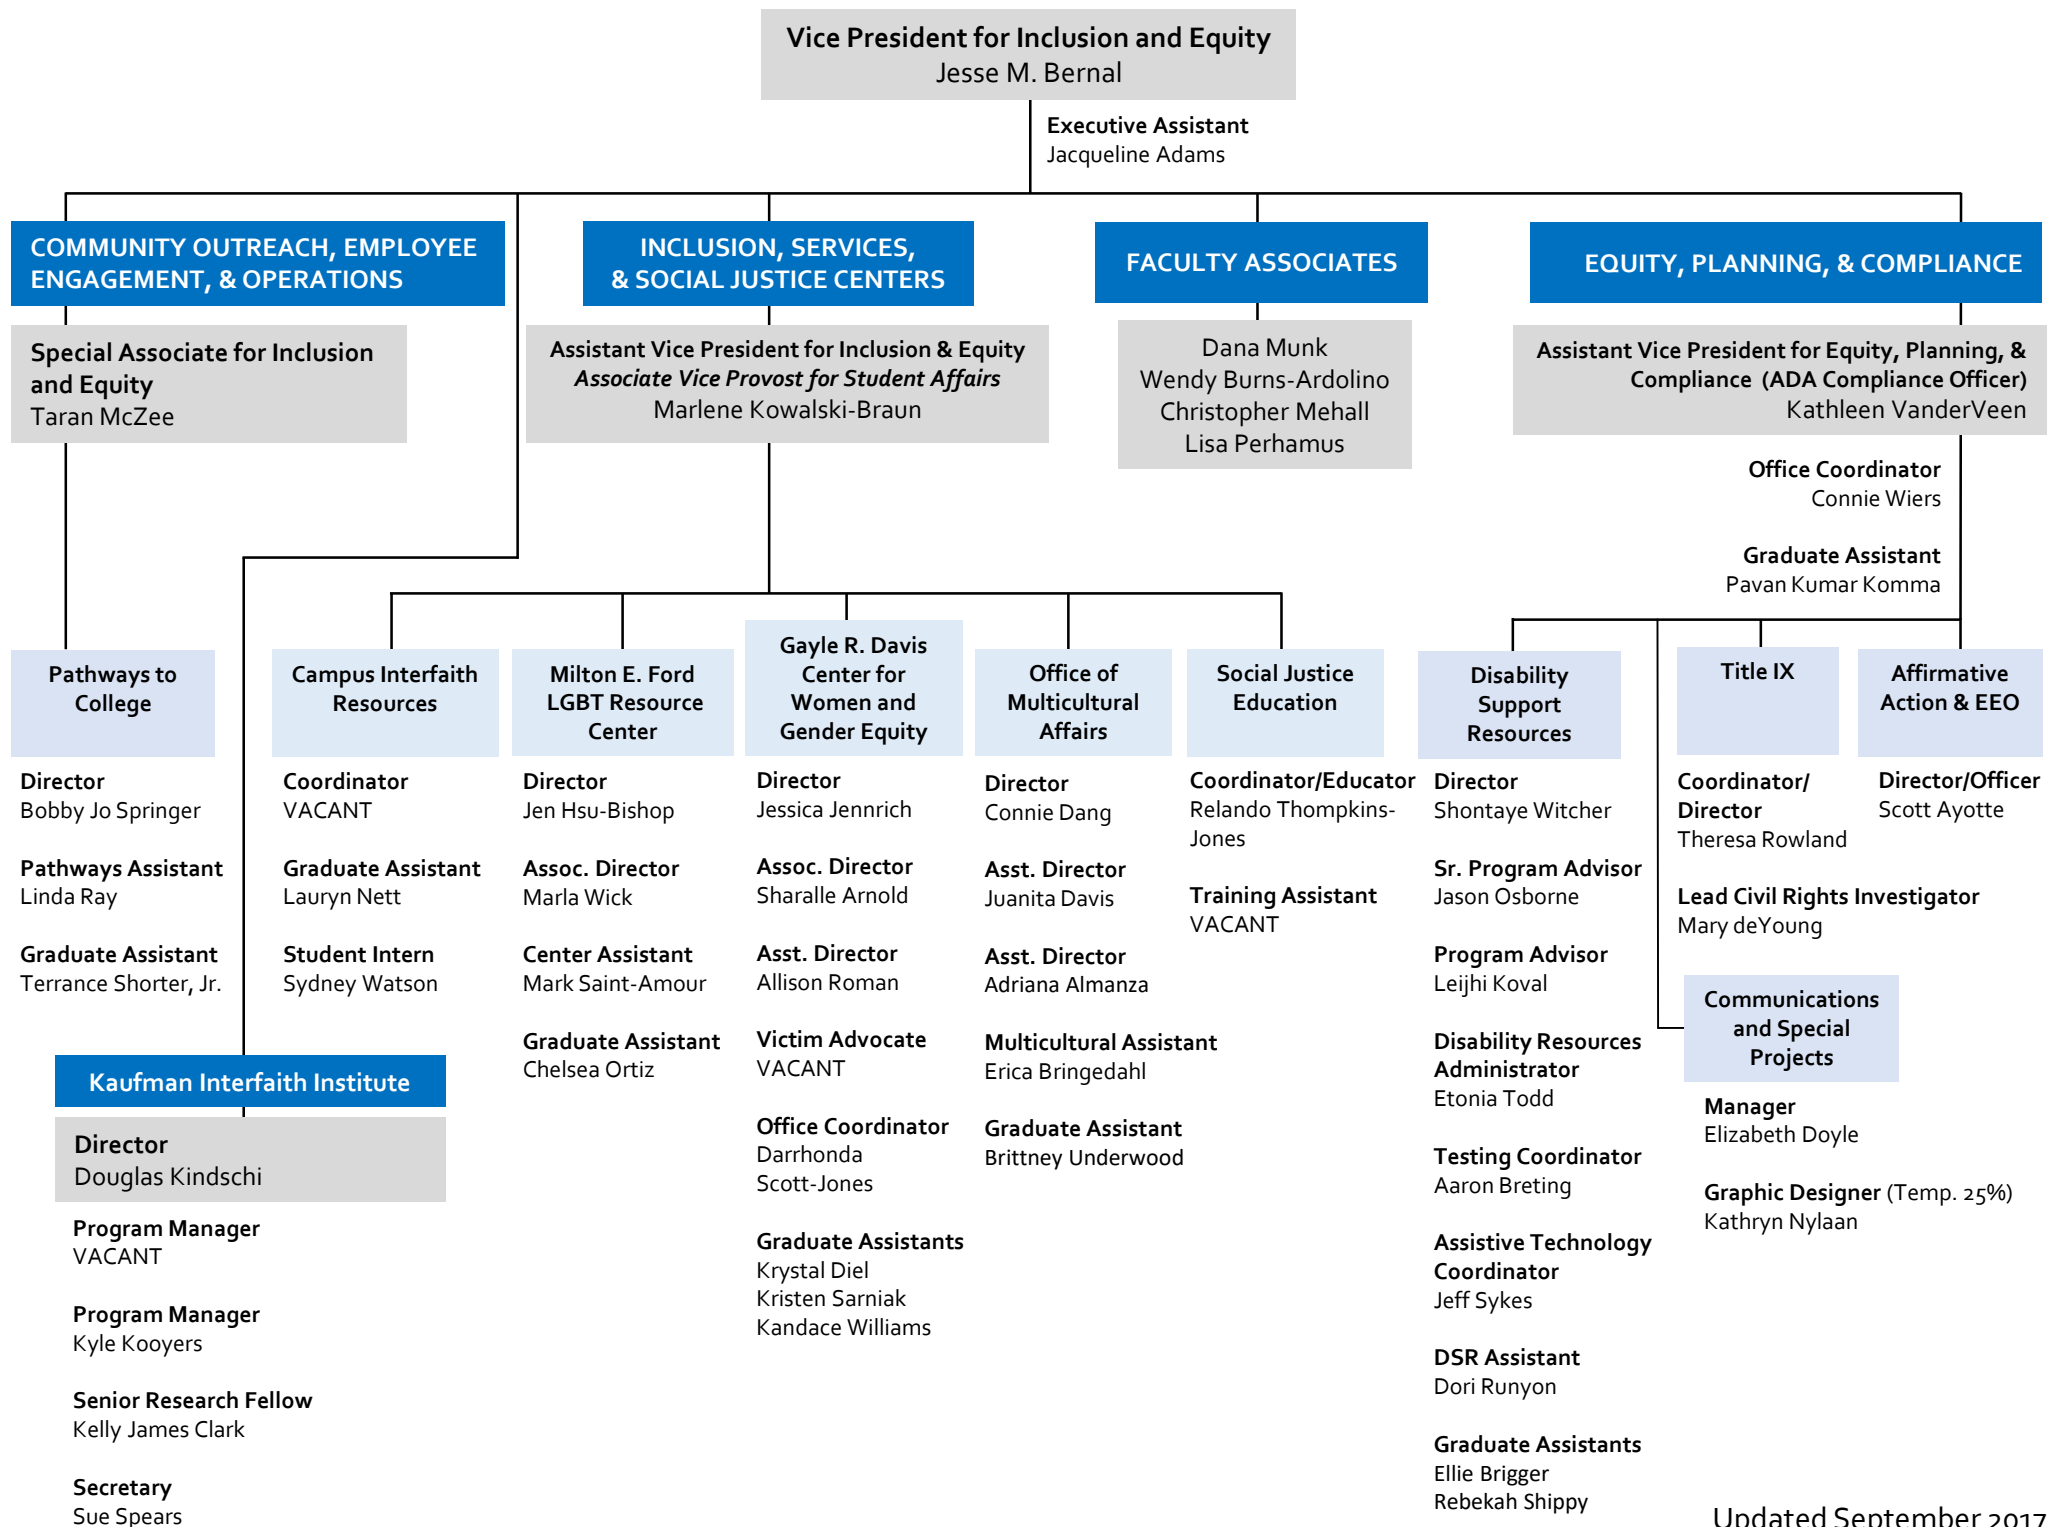 Vice President for Inclusion and Equity
Jesse M. Bernal
Executive Assistant
Jacqueline Adams
COMMUNITY OUTREACH, EMPLOYEE
ENGAGEMENT, & OPERATIONS
Special Associate for Inclusion
and Equity
Taran McZee
INCLUSION, SERVICES,
& SOCIAL JUSTICE CENTERS
Assistant Vice President for Inclusion & Equity
Associate Vice Provost for Student Affairs
Marlene Kowalski-Braun
FACULTY ASSOCIATES
Dana Munk
Wendy Burns-Ardolino
Christopher Mehall
Lisa Perhamus
EQUITY, PLANNING, & COMPLIANCE
Assistant Vice President for Equity, Planning, &
Compliance (ADA Compliance Officer)
Kathleen VanderVeen
Office Coordinator
Connie Wiers
Graduate Assistant
Pavan Kumar Komma
Pathways to
College
Director
Bobby Jo Springer
Pathways Assistant
Linda Ray
Graduate Assistant
Terrance Shorter, Jr.
Kaufman Interfaith Institute
Director
Douglas Kindschi
Program Manager
VACANT
Program Manager
Kyle Kooyers
Senior Research Fellow
Kelly James Clark
Secretary
Sue Spears
Campus Interfaith
Resources
Coordinator
VACANT
Graduate Assistant
Lauryn Nett
Student Intern
Sydney Watson
Milton E. Ford
LGBT Resource
Center
Director
Jen Hsu-Bishop
Assoc. Director
Marla Wick
Center Assistant
Mark Saint-Amour
Graduate Assistant
Chelsea Ortiz
Gayle R. Davis
Center for
Women and
Gender Equity
Director
Jessica Jennrich
Assoc. Director
Sharalle Arnold
Asst. Director
Allison Roman
Victim Advocate
VACANT
Office Coordinator
Darrhonda
Scott-Jones
Graduate Assistants
Krystal Diel
Kristen Sarniak
Kandace Williams
Office of
Multicultural
Affairs
Director
Connie Dang
Asst. Director
Juanita Davis
Asst. Director
Adriana Almanza
Multicultural Assistant
Erica Bringedahl
Graduate Assistant
Brittney Underwood
Social Justice
Education
Coordinator/Educator
Relando Thompkins-
Jones
Training Assistant
VACANT
Disability
Support
Resources
Director
Shontaye Witcher
Sr. Program Advisor
Jason Osborne
Program Advisor
Leijhi Koval
Disability Resources
Administrator
Etonia Todd
Testing Coordinator
Aaron Breting
Assistive Technology
Coordinator
Jeff Sykes
DSR Assistant
Dori Runyon
Graduate Assistants
Ellie Brigger
Rebekah Shippy
Title IX
Coordinator/
Director
Theresa Rowland
Lead Civil Rights Investigator
Mary deYoung
Communications
and Special
Projects
Manager
Elizabeth Doyle
Graphic Designer (Temp. 25%)
Kathryn Nylaan
Affirmative
Action & EEO
Director/Officer
Scott Ayotte
Updated September 2017